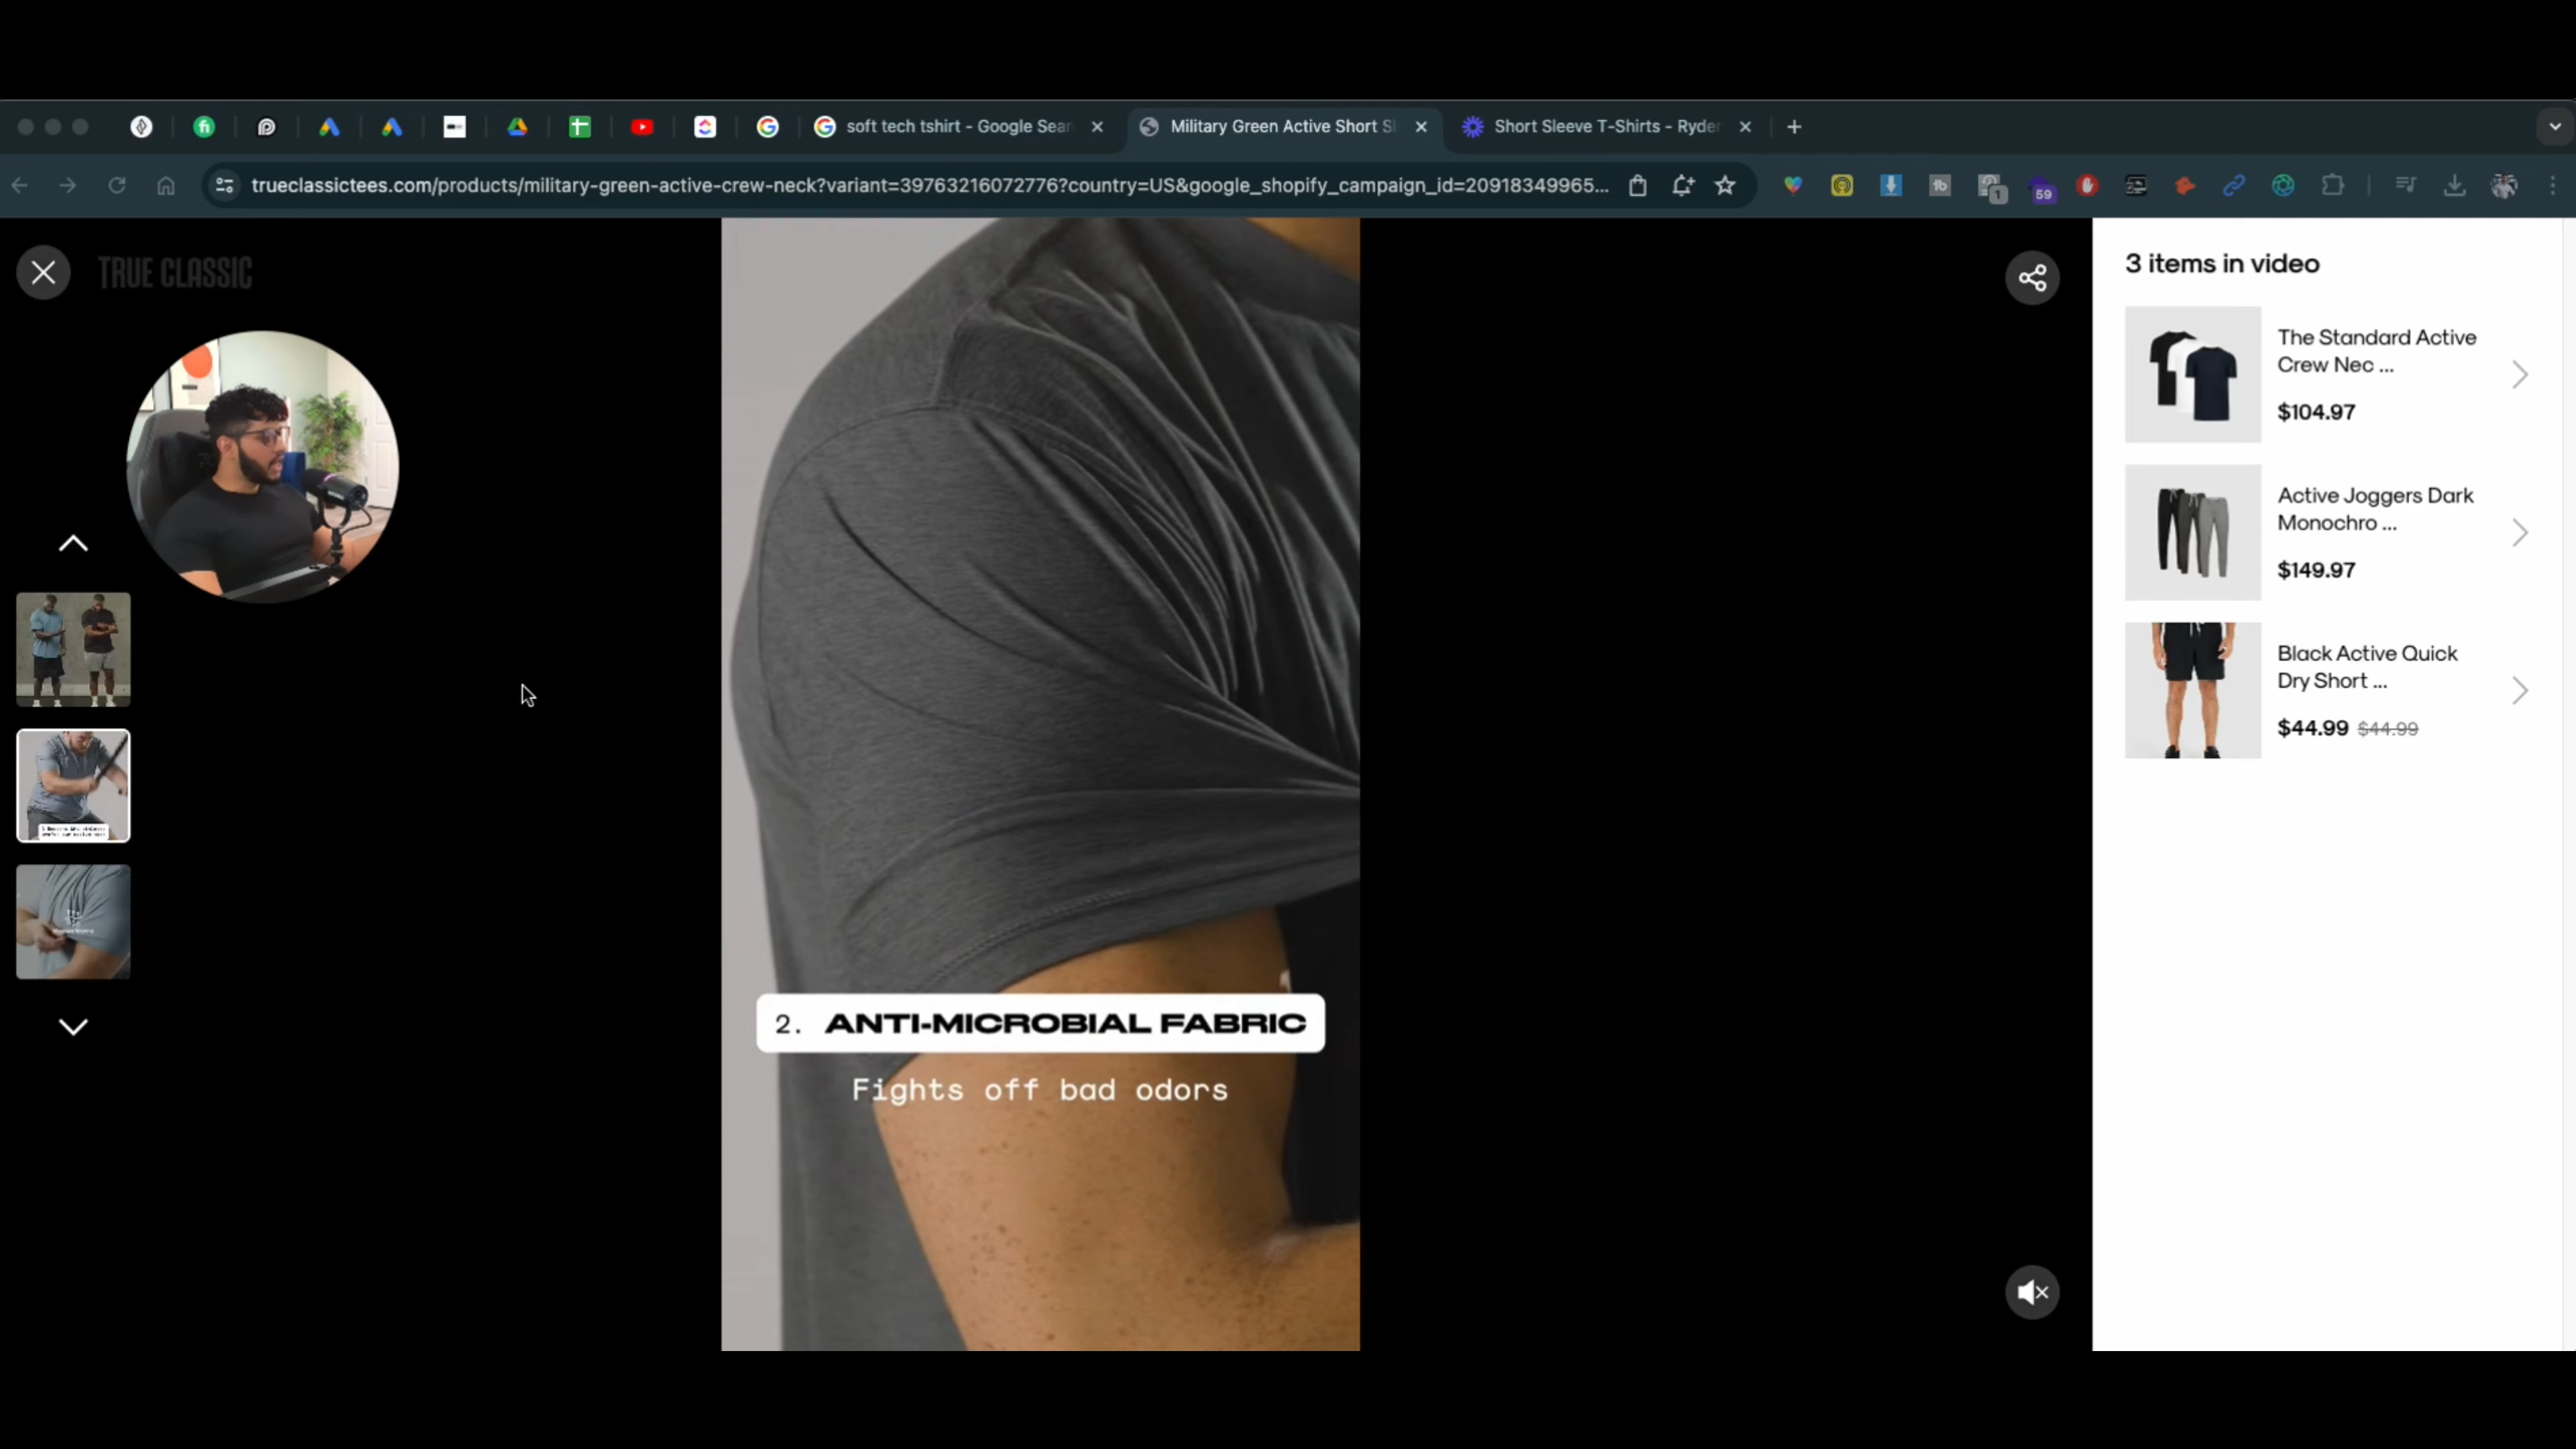 soft tech tshirt - Google Sear
Military Green Active Short Sl
Short Sleeve T-Shirts - Ryder
trueclassictees.com/products/military-green-active-crew-neck?variant=39763216072776?country=US&google_shopify_campaign_id=20918349965...
1
59
TRUE CLASSIC
3 items in video
The Standard Active
Crew Nec ...
$104.97
Active Joggers Dark
Monochro ...
$149.97
Black Active Quick
Dry Short ...
$44.99 $44.99
2. ANTI-MICROBIAL FABRIC
Fights off bad odors